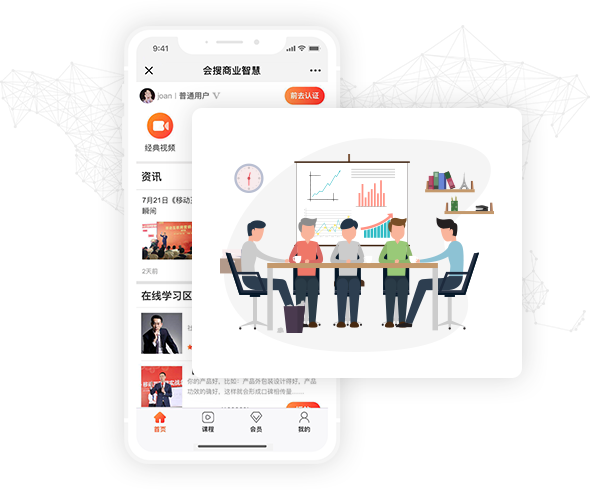 9:41
会搜商业智慧
joan | 普通用户
前去认证
经典视频
资讯
7月21日《移动互
瞬间
2天前
在线学习区
你的产品好，比如：产品外包装设计得好，产品
功效的确好，这样就会形成口碑相传量......
首页
课程
会员
我的